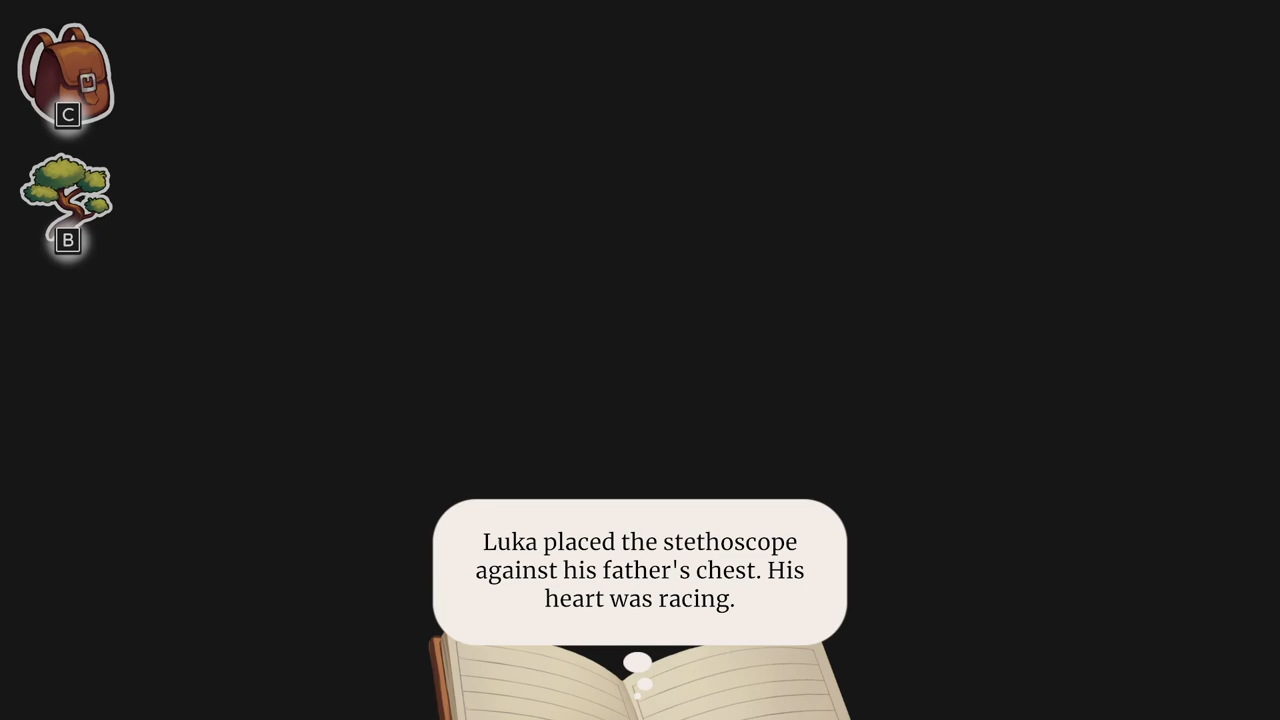 C
B
Luka placed the stethoscope
against his father's chest. His
heart was racing.